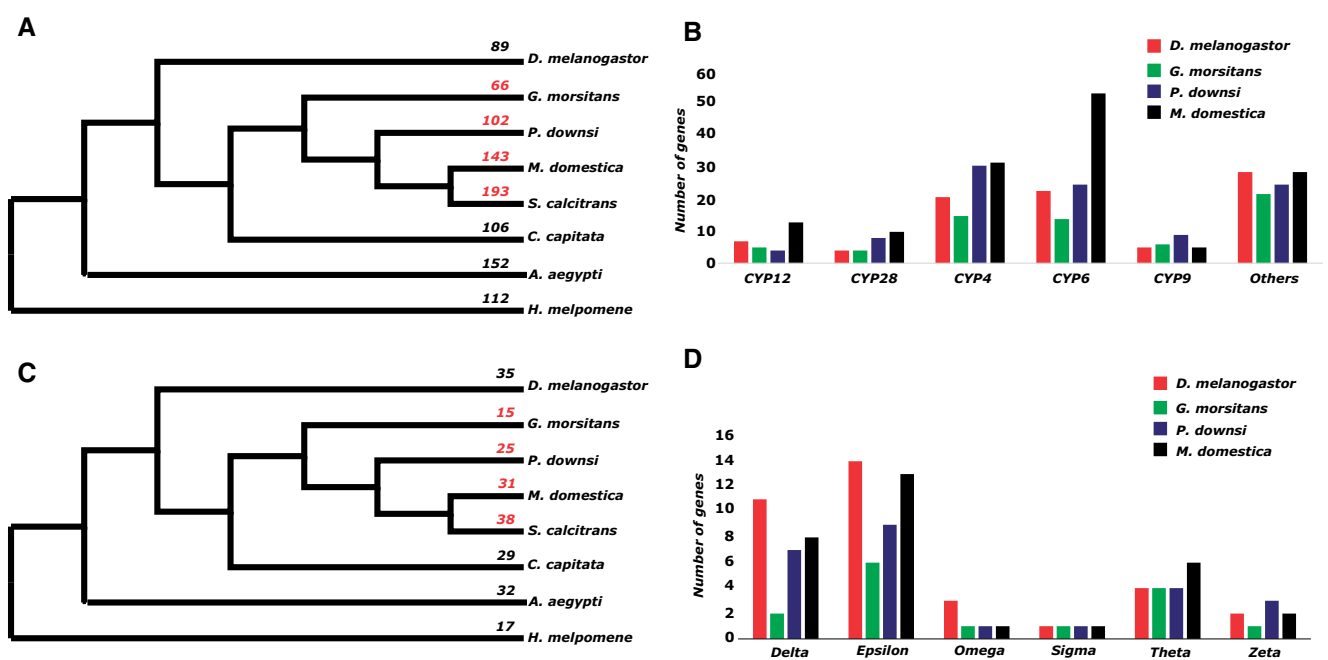 A
89
D. melanogastor
66
G. morsitans
102
P. downsi
143
M. domestica
193
S. calcitrans
106
C. capitata
152
A. aegypti
112
H. melpomene
B
D. melanogastor
G. morsitans
P. downsi
M. domestica
Number of genes
60
50
40
30
20
10
0
CYP12
CYP28
CYP4
CYP6
CYP9
Others
C
35
D. melanogastor
15
G. morsitans
25
P. downsi
31
M. domestica
38
S. calcitrans
29
C. capitata
32
A. aegypti
17
H. melpomene
D
D. melanogastor
G. morsitans
P. downsi
M. domestica
Number of genes
16
14
12
10
8
6
4
2
0
Delta
Epsilon
Omega
Sigma
Theta
Zeta